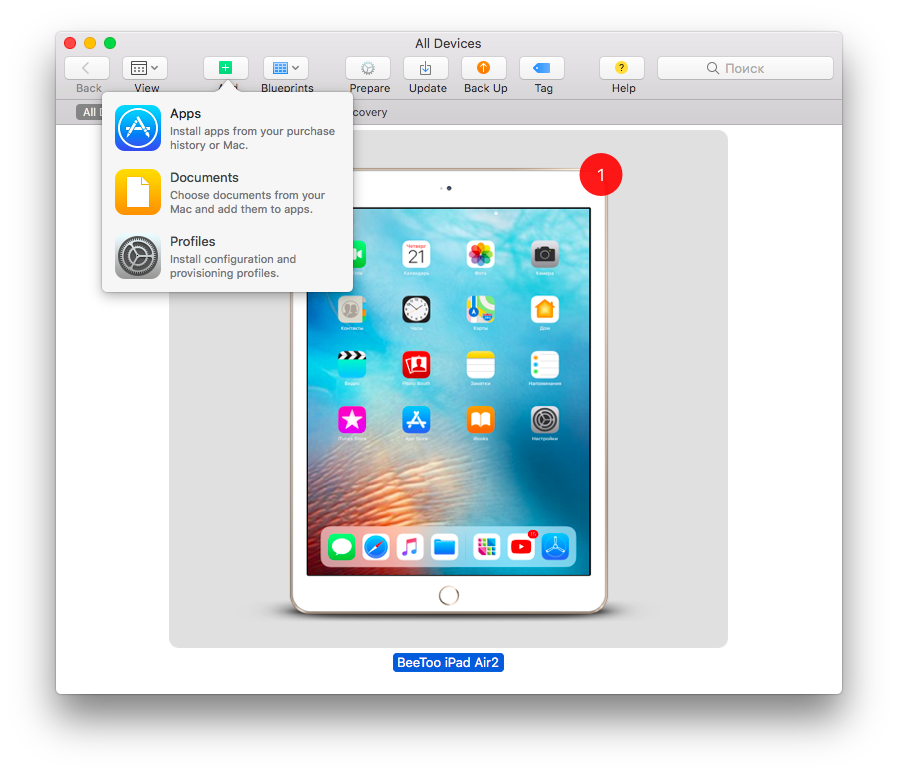 All Devices
Поиск
Back
View
Blueprints
Prepare
Update
Back Up
Tag
Help
All
covery
Apps
Install apps from your purchase
history or Mac.
Documents
Choose documents from your
Mac and add them to apps.
Profiles
Install configuration and
provisioning profiles.
1
Четверг
21
Календарь
Фото
Камера
Контакты
Часы
Карты
Дом
Видео
Photo Booth
Заметки
Напоминания
iTunes Store
App Store
iBooks
Настройки
BeeToo iPad Air2